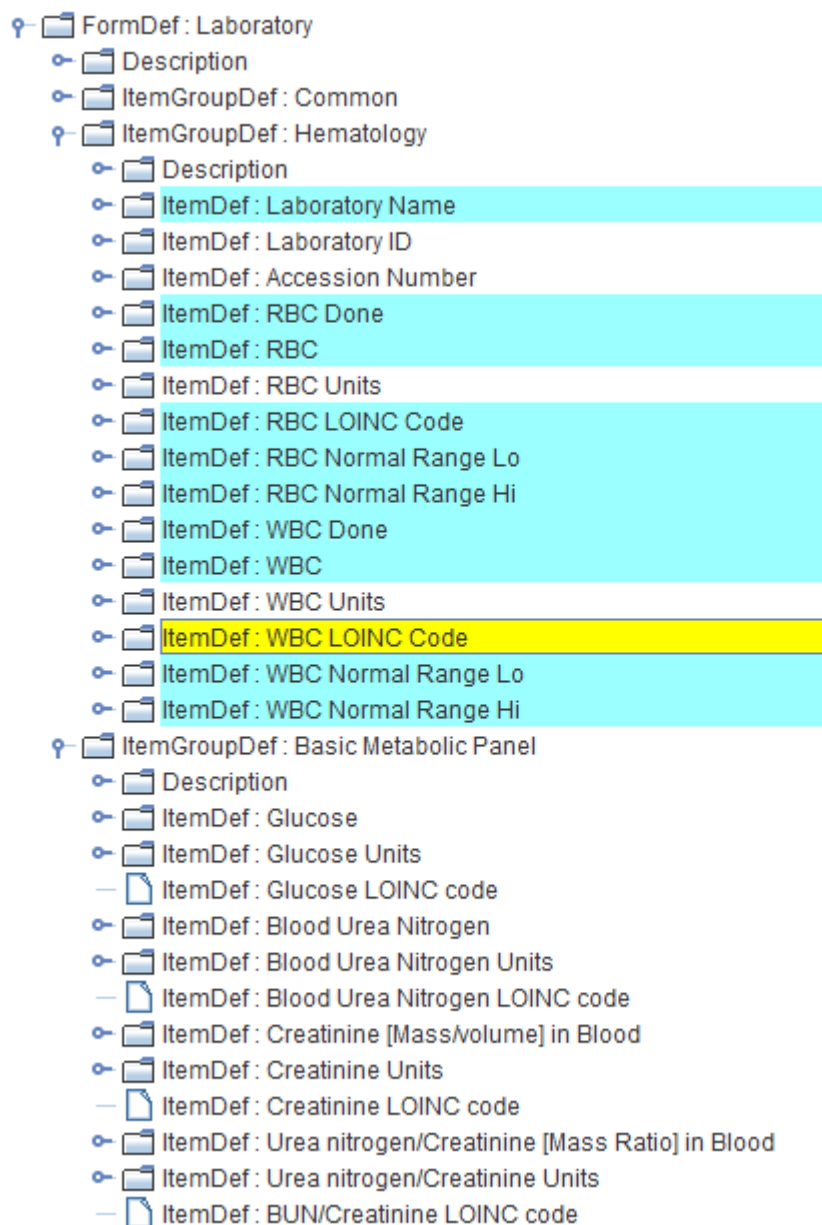 FormDef : Laboratory
Description
ItemGroupDef : Common
ItemGroupDef : Hematology
Description
ItemDef : Laboratory Name
ItemDef : Laboratory ID
ItemDef : Accession Number
ItemDef : RBC Done
ItemDef : RBC
ItemDef : RBC Units
ItemDef : RBC LOINC Code
ItemDef : RBC Normal Range Lo
ItemDef : RBC Normal Range Hi
ItemDef : WBC Done
ItemDef : WBC
ItemDef : WBC Units
ItemDef : WBC LOINC Code
ItemDef : WBC Normal Range Lo
ItemDef : WBC Normal Range Hi
ItemGroupDef : Basic Metabolic Panel
Description
ItemDef : Glucose
ItemDef : Glucose Units
ItemDef : Glucose LOINC code
ItemDef : Blood Urea Nitrogen
ItemDef : Blood Urea Nitrogen Units
ItemDef : Blood Urea Nitrogen LOINC code
ItemDef : Creatinine [Mass/volume] in Blood
ItemDef : Creatinine Units
ItemDef : Creatinine LOINC code
ItemDef : Urea nitrogen/Creatinine [Mass Ratio] in Blood
ItemDef : Urea nitrogen/Creatinine Units
ItemDef : BUN/Creatinine LOINC code